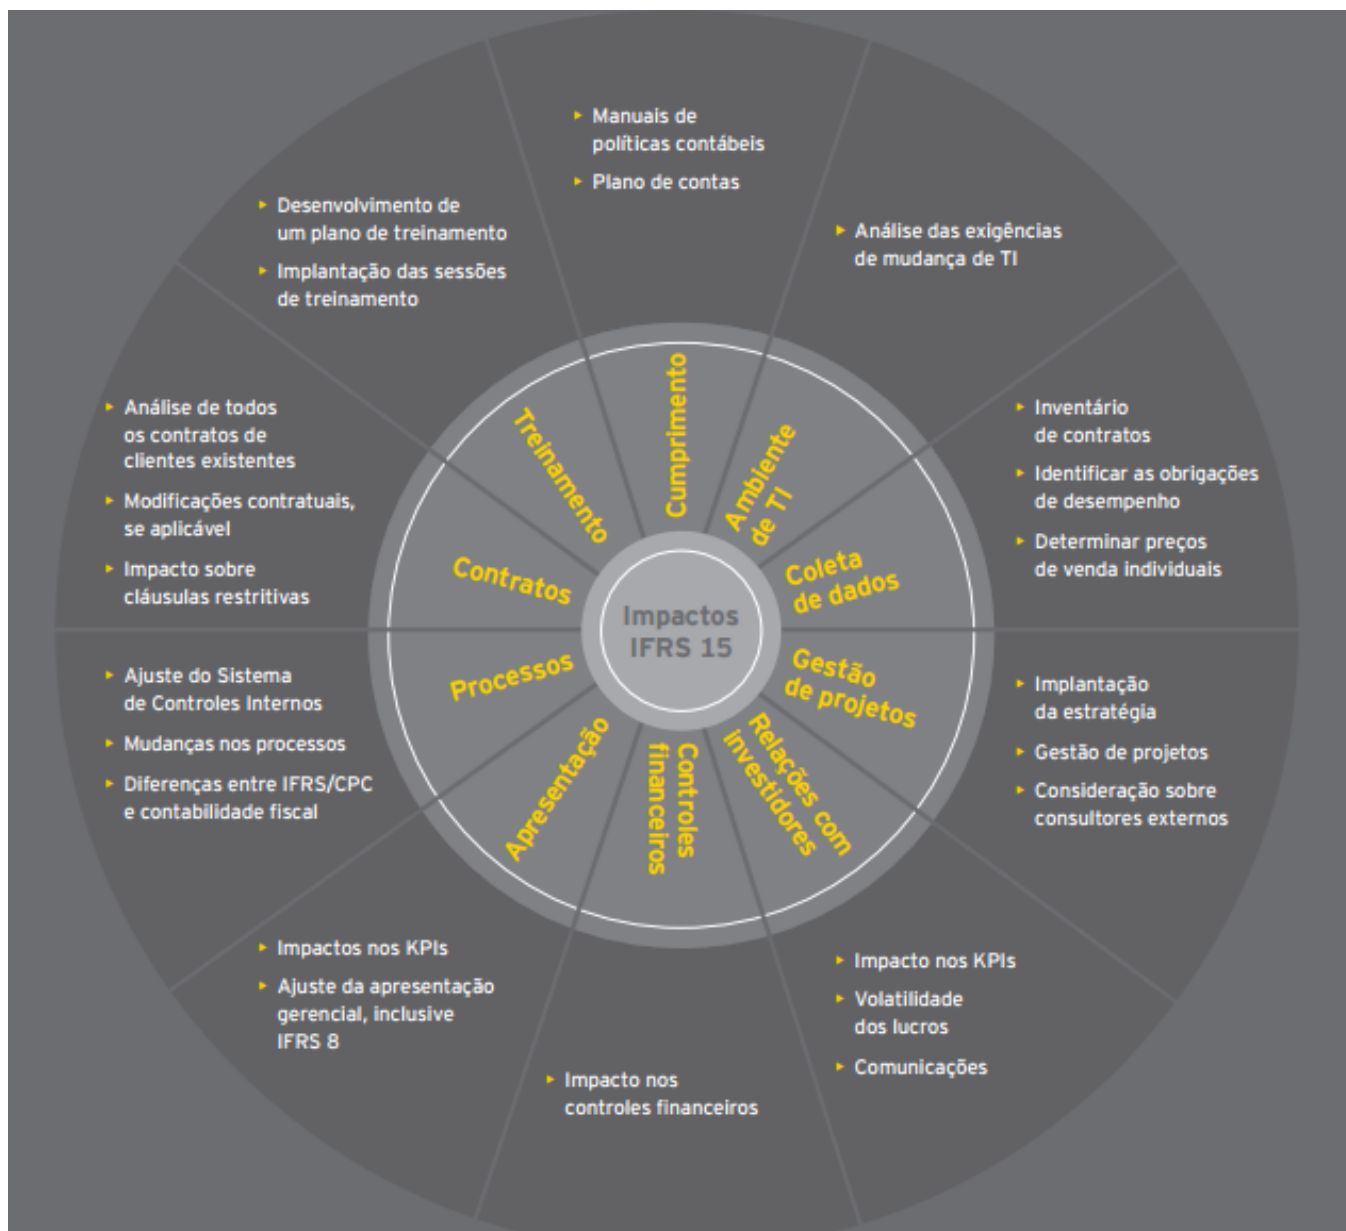 Manuais de
políticas contábeis
Plano de contas
Desenvolvimento de
um plano de treinamento
Implantação das sessões
de treinamento
Análise das exigências
de mudança de TI
Análise de todos
os contratos de
clientes existentes
Modificações contratuais,
se aplicável
Impacto sobre
cláusulas restritivas
Inventário
de contratos
Identificar as obrigações
de desempenho
Determinar preços
de venda individuais
Cumprimento
Treinamento
Ambiente
de TI
Contratos
Coleta
de dados
Impactos
IFRS 15
Processos
Gestão
de projetos
Apresentação
Controles
financeiros
Relações com
investidores
Ajuste do Sistema
de Controles Internos
Mudanças nos processos
Diferenças entre IFRS/CPC
e contabilidade fiscal
Implantação
da estratégia
Gestão de projetos
Consideração sobre
consultores externos
Impactos nos KPIs
Ajuste da apresentação
gerencial, inclusive
IFRS 8
Impacto nos
controles financeiros
Impacto nos KPIs
Volatilidade
dos lucros
Comunicações